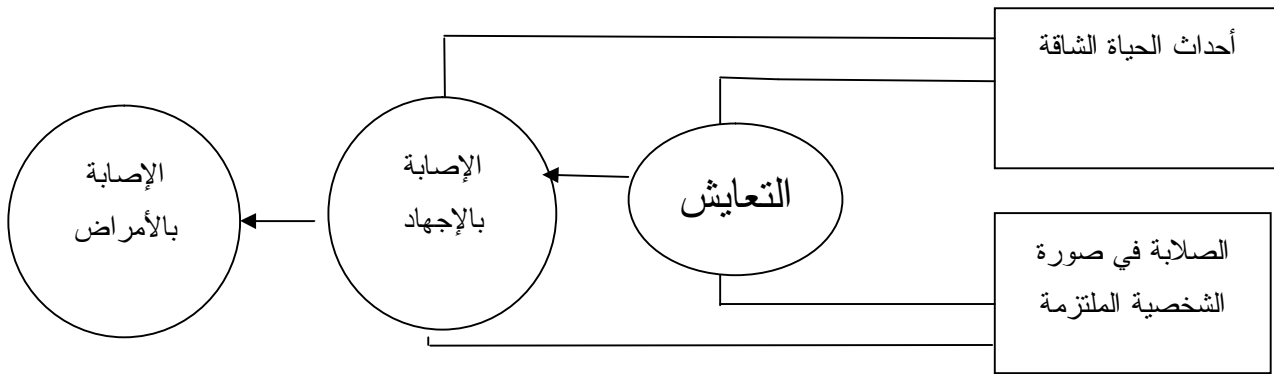 أحداث الحياة الشاقة
الصلابة في صورة
الشخصية الملتزمة
التعايش
الإصابة
بالإجهاد
الإصابة
بالأمراض